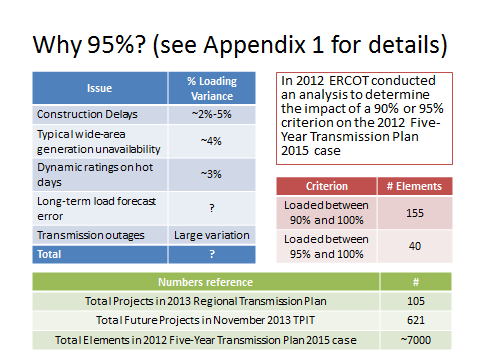 Why 95%? (see Appendix 1 for details)
Issue
% Loading
Variance
Construction Delays
~2%-5%
Typical wide-area
generation unavailability
~4%
Dynamic ratings on hot
days
~3%
Long-term load forecast
error
?
Transmission outages
Large variation
Total
?
In 2012 ERCOT conducted
an analysis to determine
the impact of a 90% or 95%
criterion on the 2012 Five-
Year Transmission Plan
2015 case
Criterion
# Elements
Loaded between
90% and 100%
155
Loaded between
95% and 100%
40
Numbers reference
#
Total Projects in 2013 Regional Transmission Plan
105
Total Future Projects in November 2013 TPIT
621
Total Elements in 2012 Five-Year Transmission Plan 2015 case
~7000